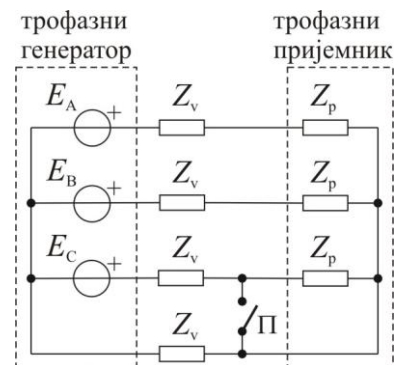 трофазни
генератор
трофазни
пријемник
E_A
+
Z_v
Z_p
E_B
+
Z_v
Z_p
E_C
+
Z_v
Z_p
П
Z_v